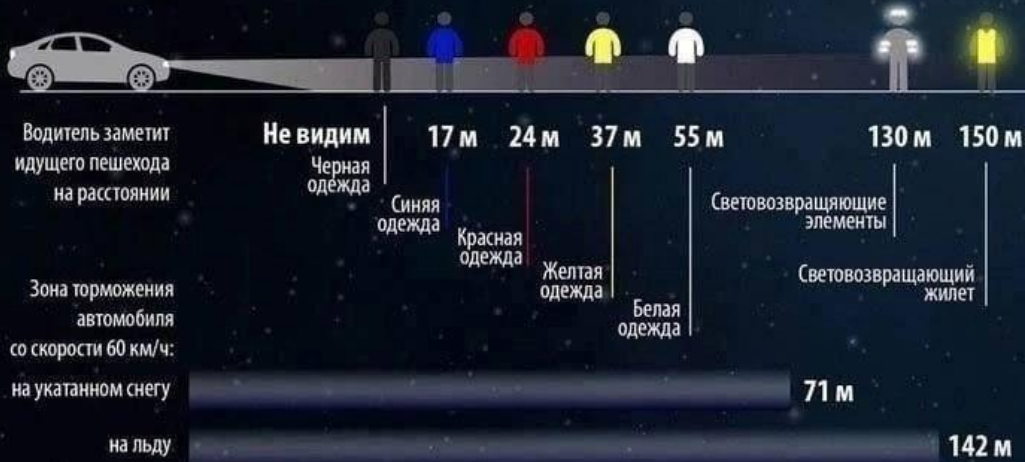 Водитель заметит
идущего пешехода
на расстоянии
Не видим
Черная
одежда
17 м
Синяя
одежда
24 м
Красная
одежда
37 м
Желтая
одежда
55 м
Белая
одежда
130 м
Световозвращяющие
элементы
150 м
Световозвращающий
жилет
Зона торможения
автомобиля
со скорости 60 км/ч:
на укатанном снегу
71 м
на льду
142 м